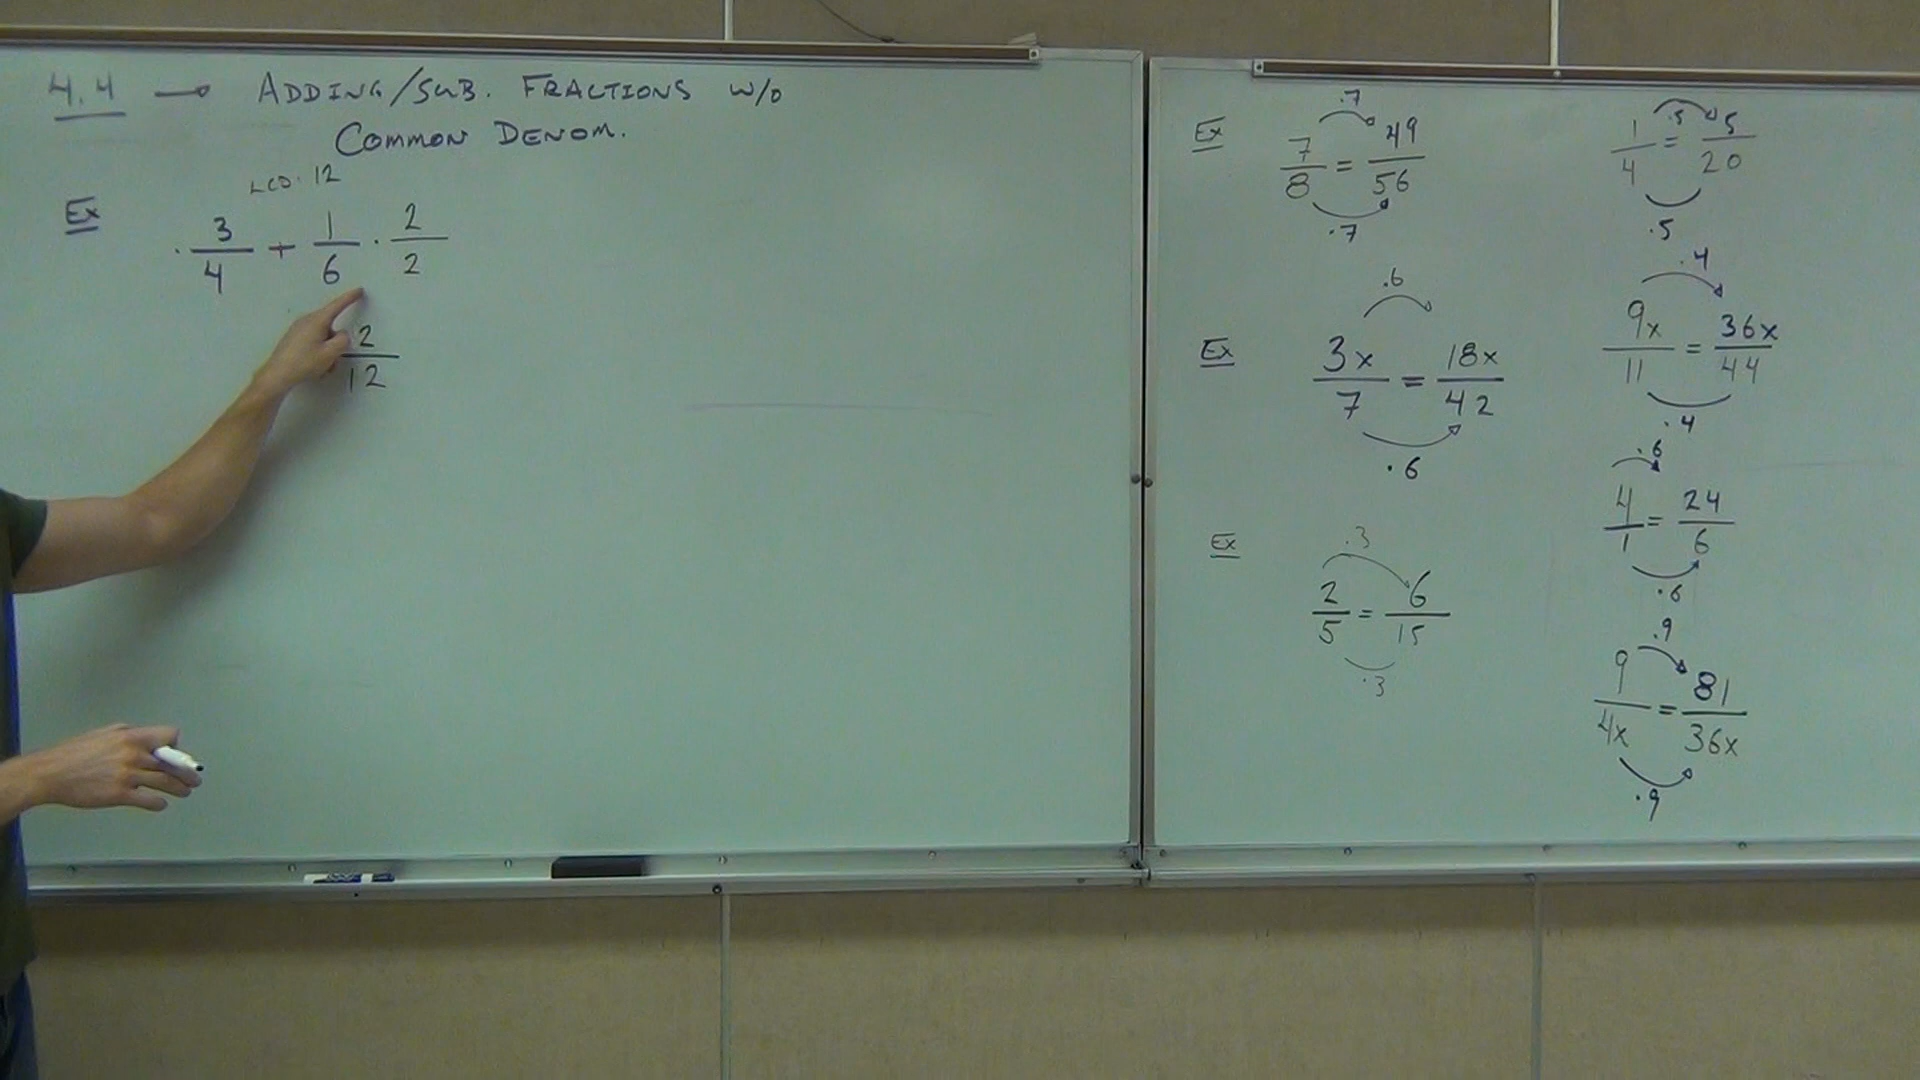 4.4 → ADDING/SUB. FRACTIONS W/O
COMMON DENOM.
LCD: 12
Ex
· 3/4 + 1/6 · 2/2
2/12
Ex
·7
7/8 = 49/56
·7
Ex
·6
3x/7 = 18x/42
·6
Ex
·3
2/5 = 6/15
·3
·5
1/4 = 5/20
·5
·4
9x/11 = 36x/44
·4
·6
4/1 = 24/6
·6
·9
9/4x = 81/36x
·9